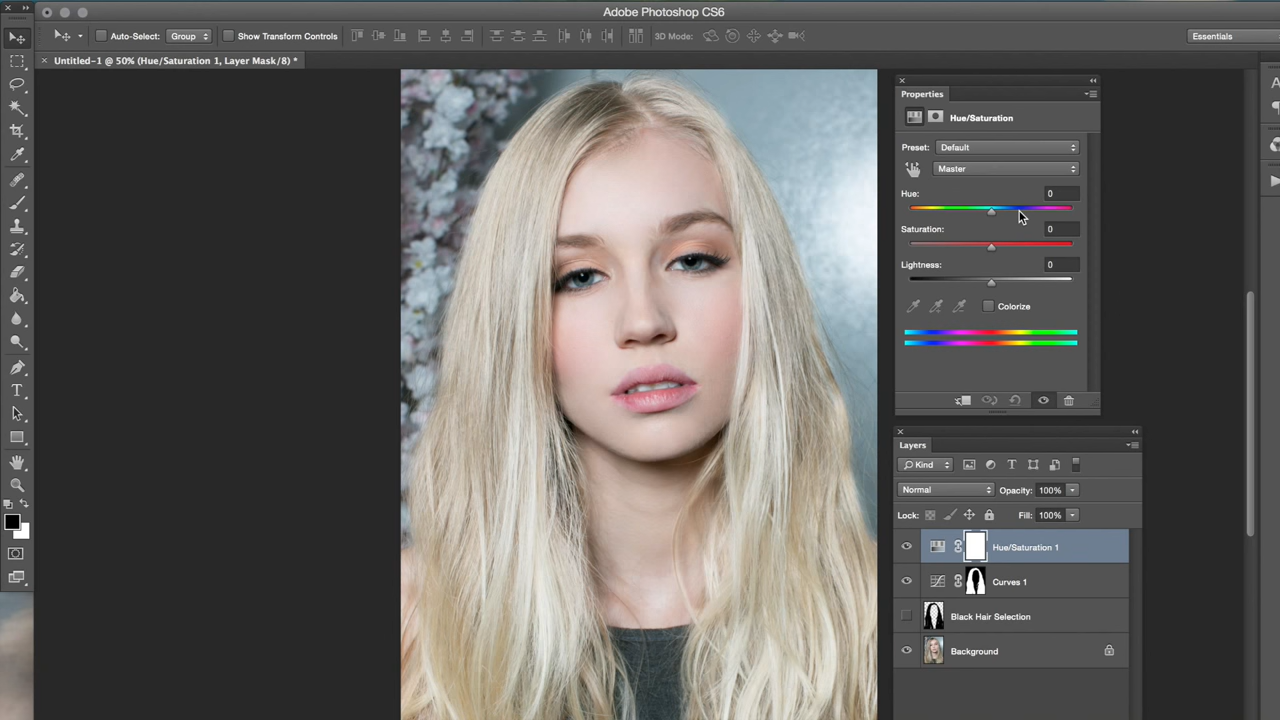 Adobe Photoshop CS6
Auto-Select: Group Show Transform Controls 3D Mode: Essentials
Untitled-1 @ 50% (Hue/Saturation 1, Layer Mask/8) *
Properties
Hue/Saturation
Preset: Default
Master
Hue: 0
Saturation: 0
Lightness: 0
Colorize
Layers
Kind
Normal Opacity: 100%
Lock: Fill: 100%
Hue/Saturation 1
Curves 1
Black Hair Selection
Background